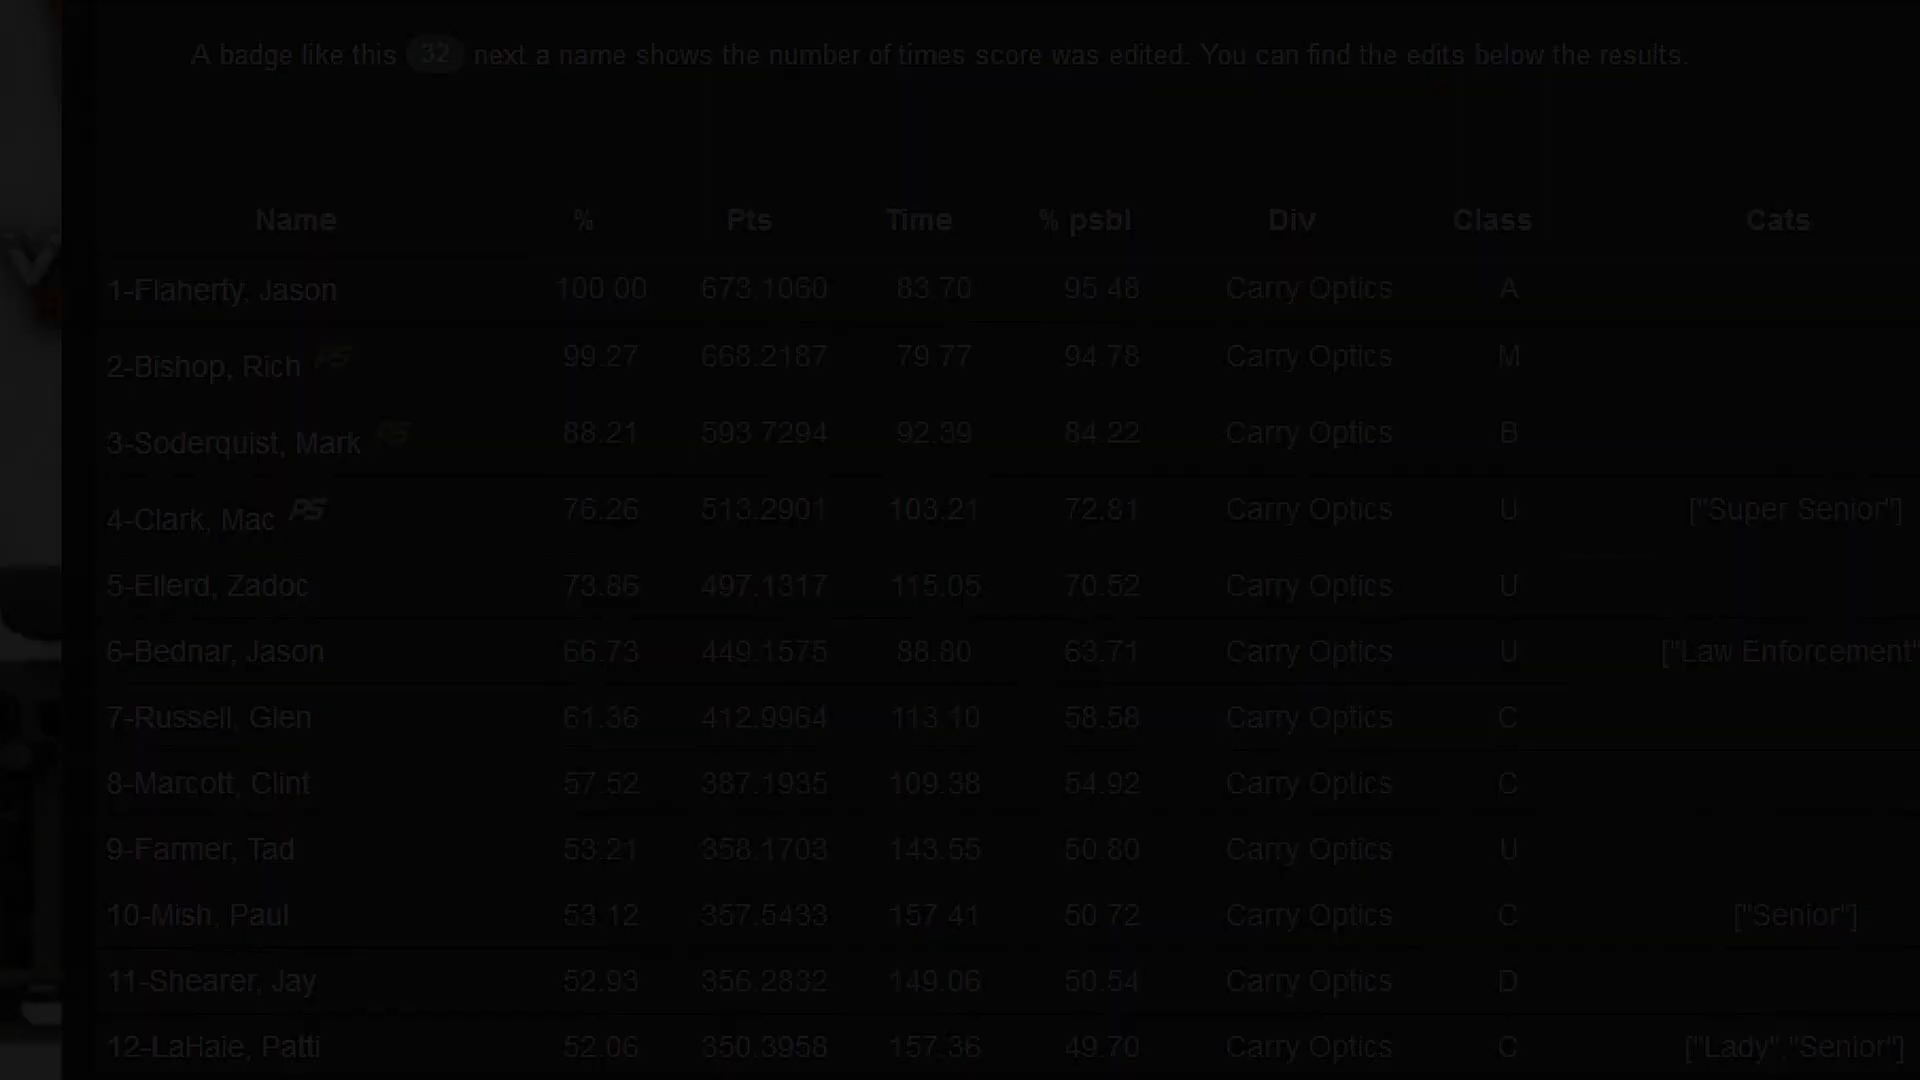 A badge like this 32 next a name shows the number of times score was edited. You can find the edits below the results.
Name % Pts Time % psbl Div Class Cats
1-Flaherty, Jason 100.00 673.1060 83.70 95.48 Carry Optics A
2-Bishop, Rich PS 99.27 668.2187 79.77 94.78 Carry Optics M
3-Soderquist, Mark PS 88.21 593.7294 92.39 84.22 Carry Optics B
4-Clark, Mac PS 76.26 513.2901 103.21 72.81 Carry Optics U ["Super Senior"]
5-Ellerd, Zadoc 73.86 497.1317 115.05 70.52 Carry Optics U
6-Bednar, Jason 66.73 449.1575 88.80 63.71 Carry Optics U ["Law Enforcement"
7-Russell, Glen 61.36 412.9964 113.10 58.58 Carry Optics C
8-Marcott, Clint 57.52 387.1935 109.38 54.92 Carry Optics C
9-Farmer, Tad 53.21 358.1703 143.55 50.80 Carry Optics U
10-Mish, Paul 53.12 357.5433 157.41 50.72 Carry Optics C ["Senior"]
11-Shearer, Jay 52.93 356.2832 149.06 50.54 Carry Optics D
12-LaHaie, Patti 52.06 350.3958 157.36 49.70 Carry Optics C ["Lady","Senior"]